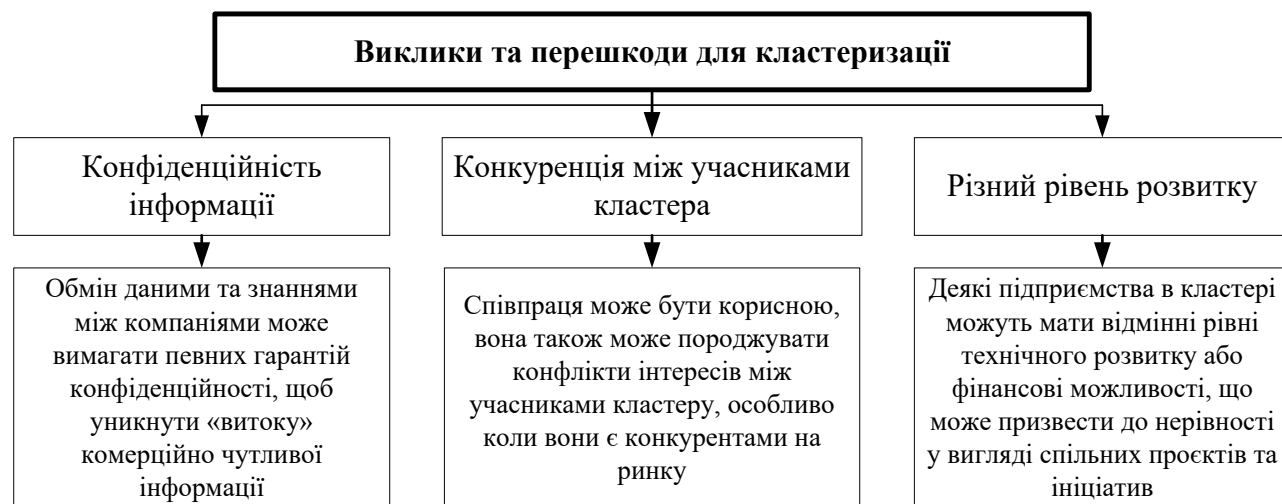 Виклики та перешкоди для кластеризації
Конфіденційність
інформації
Конкуренція між учасниками
кластера
Різний рівень розвитку
Обмін даними та знаннями
між компаніями може
вимагати певних гарантій
конфіденційності, щоб
уникнути «витоку»
комерційно чутливої
інформації
Співпраця може бути корисною,
вона також може породжувати
конфлікти інтересів між
учасниками кластеру, особливо
коли вони є конкурентами на
ринку
Деякі підприємства в кластері
можуть мати відмінні рівні
технічного розвитку або
фінансові можливості, що
може призвести до нерівності
у вигляді спільних проєктів та
ініціатив